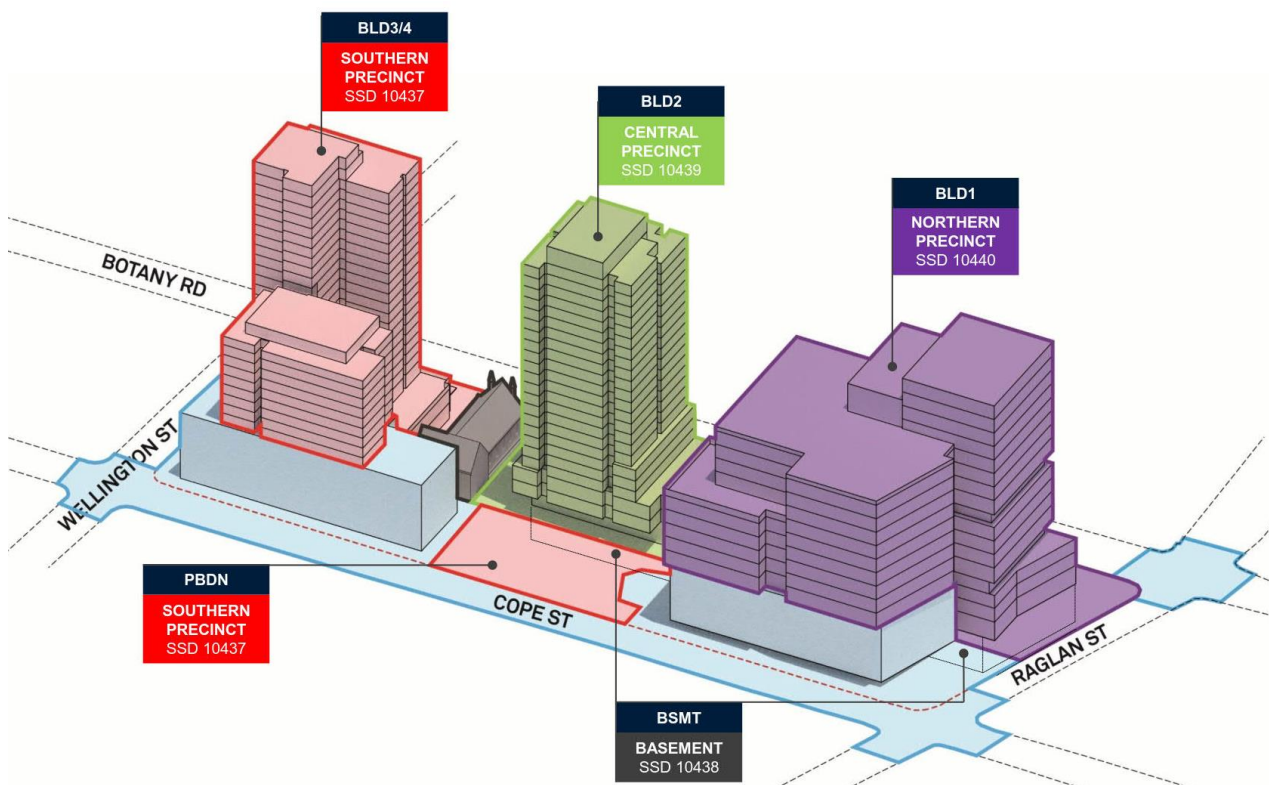 BLD3/4
SOUTHERN
PRECINCT
SSD 10437
BLD2
CENTRAL
PRECINCT
SSD 10439
BLD1
NORTHERN
PRECINCT
SSD 10440
BOTANY RD
WELLINGTON ST
PBDN
SOUTHERN
PRECINCT
SSD 10437
COPE ST
RAGLAN ST
BSMT
BASEMENT
SSD 10438